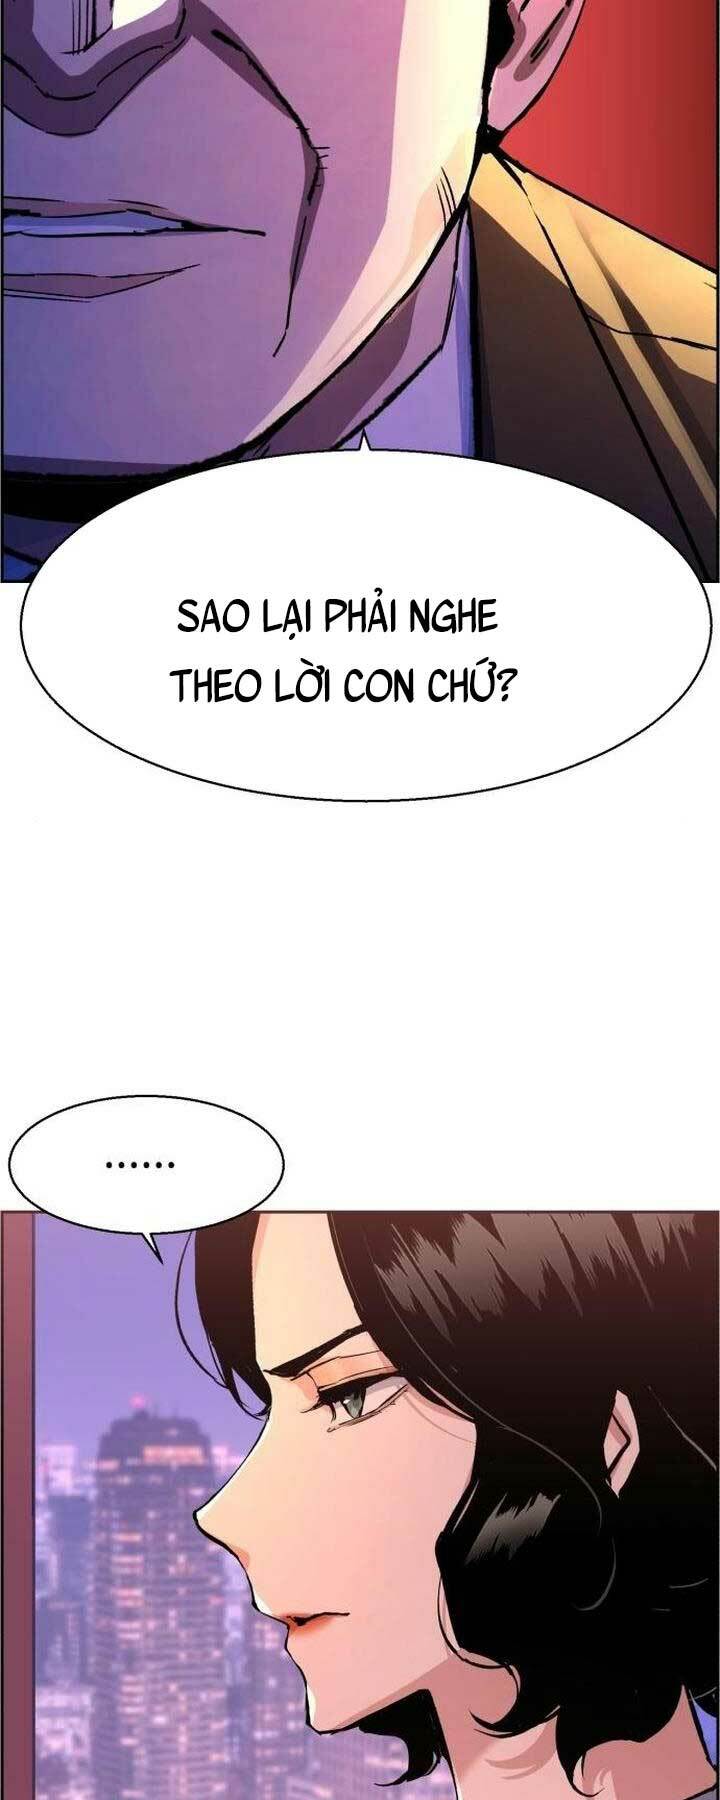 SAO LẠI PHẢI NGHE
THEO LỜI CON CHỨ?
......